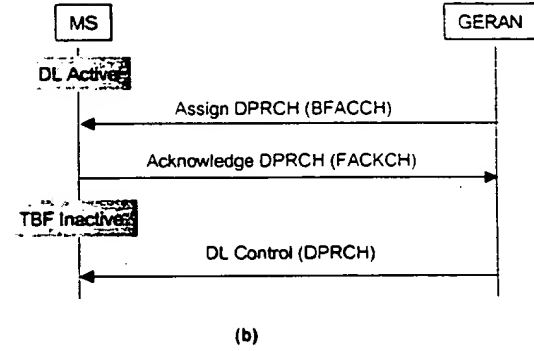 MS
GERAN
DL Active
Assign DPRCH (BFACCH)
Acknowledge DPRCH (FACKCH)
TBF Inactive
DL Control (DPRCH)
(b)